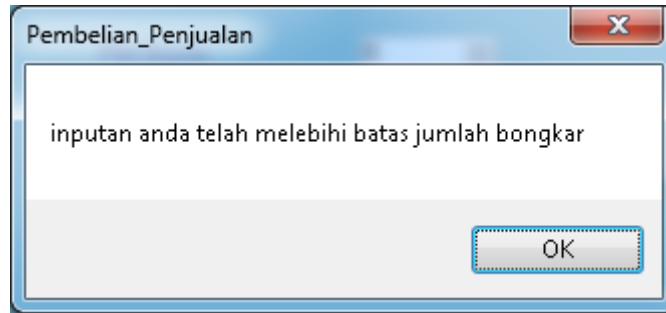 Pembelian_Penjualan
inputan anda telah melebihi batas jumlah bongkar
OK